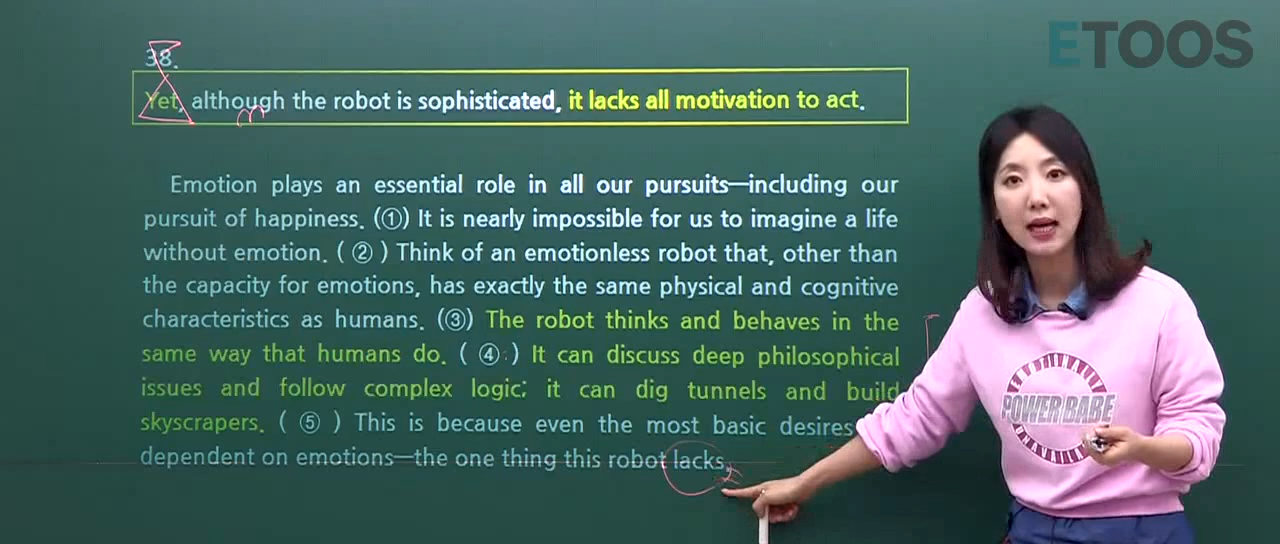 ETOOS
38.
Yet, although the robot is sophisticated, it lacks all motivation to act.
Emotion plays an essential role in all our pursuits—including our
pursuit of happiness. (①) It is nearly impossible for us to imagine a life
without emotion. ( ② ) Think of an emotionless robot that, other than
the capacity for emotions, has exactly the same physical and cognitive
characteristics as humans. (③) The robot thinks and behaves in the
same way that humans do. ( ④ ) It can discuss deep philosophical
issues and follow complex logic; it can dig tunnels and build
skyscrapers. ( ⑤ ) This is because even the most basic desires
dependent on emotions—the one thing this robot lacks.
POWER BABE